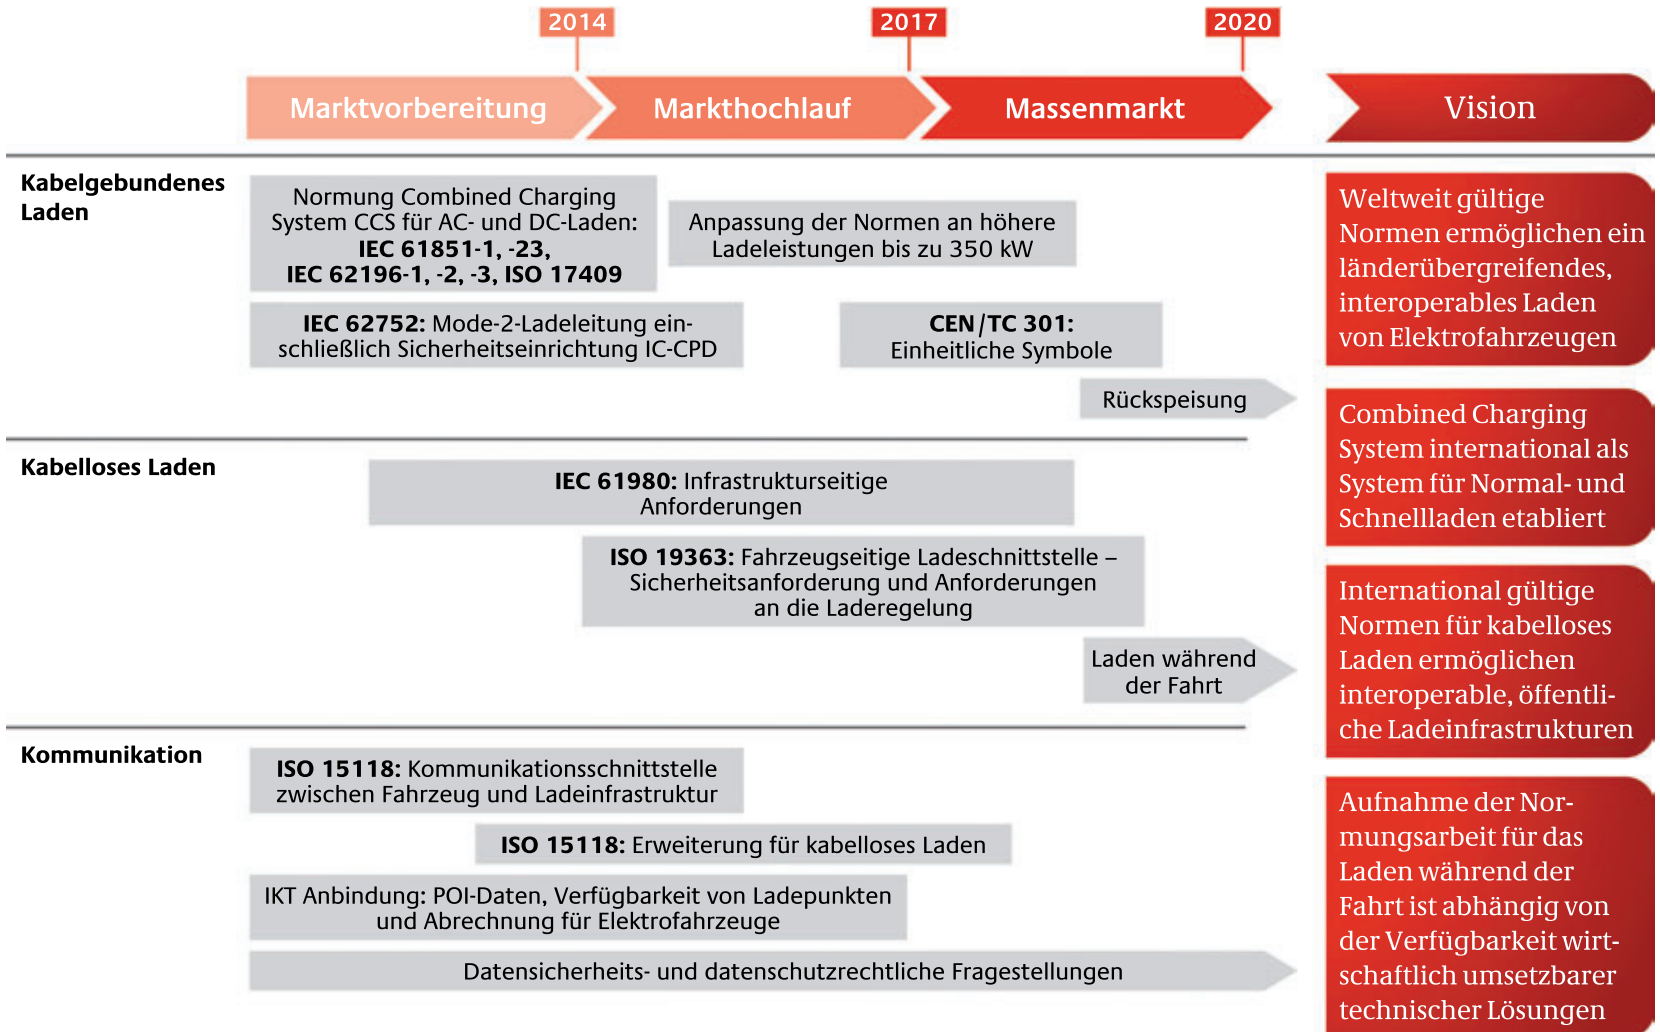 2014
2017
2020
Marktvorbereitung
Markthochlauf
Massenmarkt
Vision
Kabelgebundenes
Laden
Normung Combined Charging
System CCS für AC- und DC-Laden:
IEC 61851-1, -23,
IEC 62196-1, -2, -3, ISO 17409
Anpassung der Normen an höhere
Ladeleistungen bis zu 350 kW
IEC 62752: Mode-2-Ladeleitung ein-
schließlich Sicherheitseinrichtung IC-CPD
CEN/TC 301:
Einheitliche Symbole
Rückspeisung
Kabelloses Laden
IEC 61980: Infrastrukturseitige
Anforderungen
ISO 19363: Fahrzeugseitige Ladeschnittstelle –
Sicherheitsanforderung und Anforderungen
an die Laderegelung
Laden während
der Fahrt
Kommunikation
ISO 15118: Kommunikationsschnittstelle
zwischen Fahrzeug und Ladeinfrastruktur
ISO 15118: Erweiterung für kabelloses Laden
IKT Anbindung: POI-Daten, Verfügbarkeit von Ladepunkten
und Abrechnung für Elektrofahrzeuge
Datensicherheits- und datenschutzrechtliche Fragestellungen
Weltweit gültige
Normen ermöglichen ein
länderübergreifendes,
interoperables Laden
von Elektrofahrzeugen
Combined Charging
System international als
System für Normal- und
Schnellladen etabliert
International gültige
Normen für kabelloses
Laden ermöglichen
interoperable, öffentli-
che Ladeinfrastrukturen
Aufnahme der Nor-
mungsarbeit für das
Laden während der
Fahrt ist abhängig von
der Verfügbarkeit wirt-
schaftlich umsetzbarer
technischer Lösungen